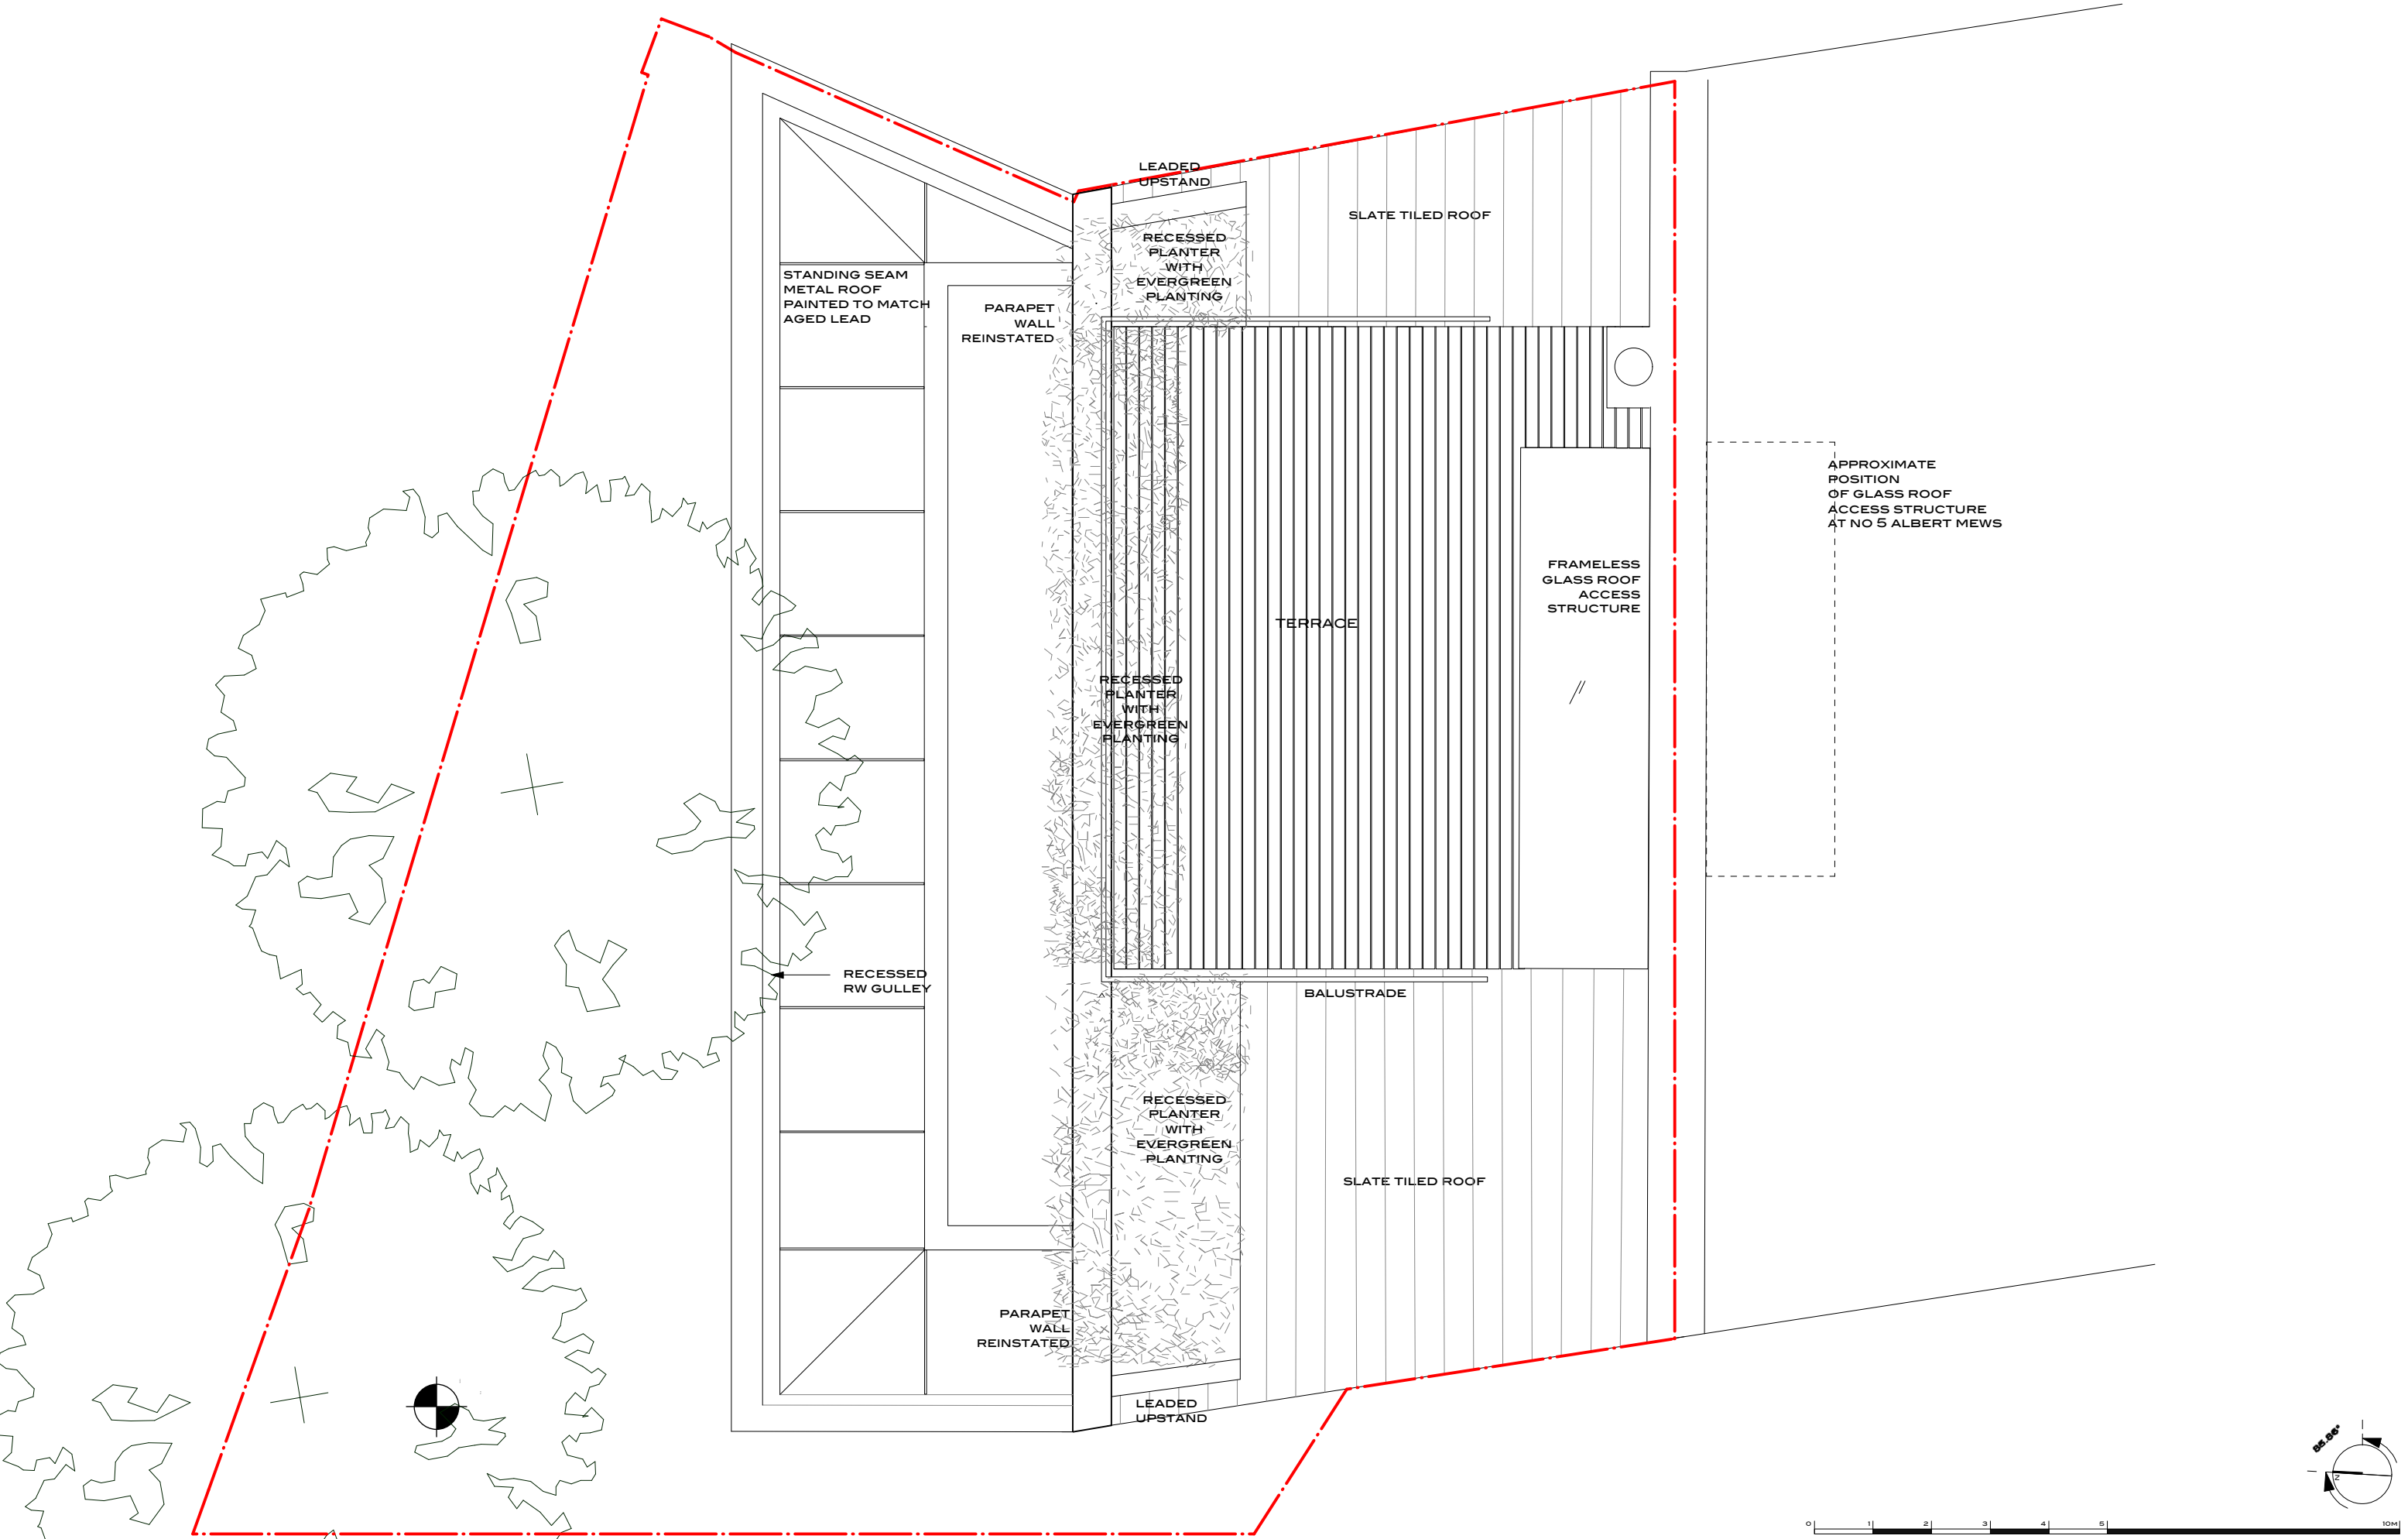 LEADED
UPSTAND
SLATE TILED ROOF
RECESSED
PLANTER
WITH
EVERGREEN
PLANTING
STANDING SEAM
METAL ROOF
PAINTED TO MATCH
AGED LEAD
PARAPET
WALL
REINSTATED
APPROXIMATE
POSITION
OF GLASS ROOF
ACCESS STRUCTURE
AT NO 5 ALBERT MEWS
FRAMELESS
GLASS ROOF
ACCESS
STRUCTURE
TERRACE
RECESSED
PLANTER
WITH
EVERGREEN
PLANTING
RECESSED
RW GULLEY
BALUSTRADE
RECESSED
PLANTER
WITH
EVERGREEN
PLANTING
SLATE TILED ROOF
PARAPET
WALL
REINSTATED
LEADED
UPSTAND
85.86°
Z
0 1 2 3 4 5 10M